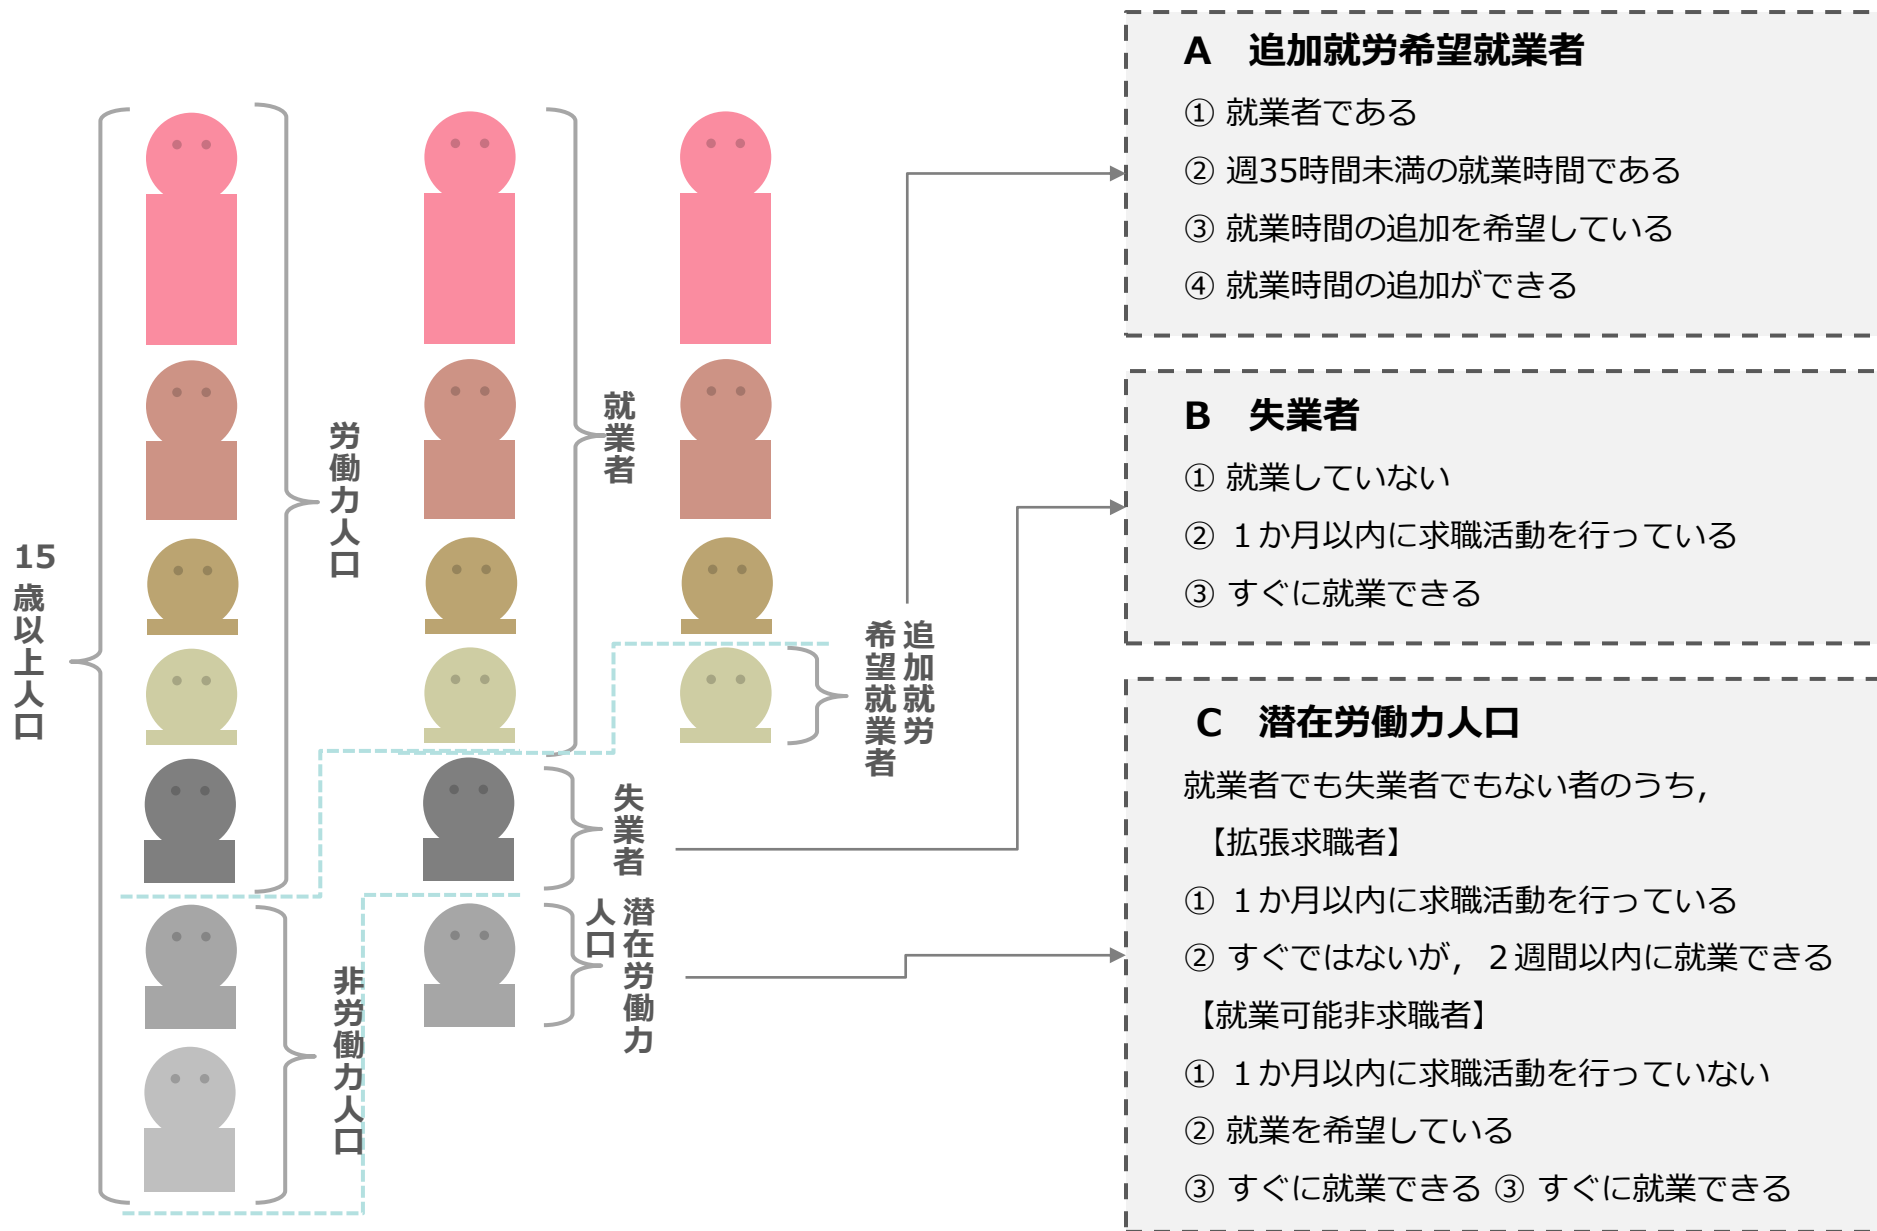 15歳以上人口
労働力人口
非労働力人口
就業者
失業者
潜在労働力
人口
追加就労
希望就業者
A　追加就労希望就業者
① 就業者である
② 週35時間未満の就業時間である
③ 就業時間の追加を希望している
④ 就業時間の追加ができる
B　失業者
① 就業していない
② １か月以内に求職活動を行っている
③ すぐに就業できる
C　潜在労働力人口
就業者でも失業者でもない者のうち，
【拡張求職者】
① １か月以内に求職活動を行っている
② すぐではないが，２週間以内に就業できる
【就業可能非求職者】
① １か月以内に求職活動を行っていない
② 就業を希望している
③ すぐに就業できる ③ すぐに就業できる